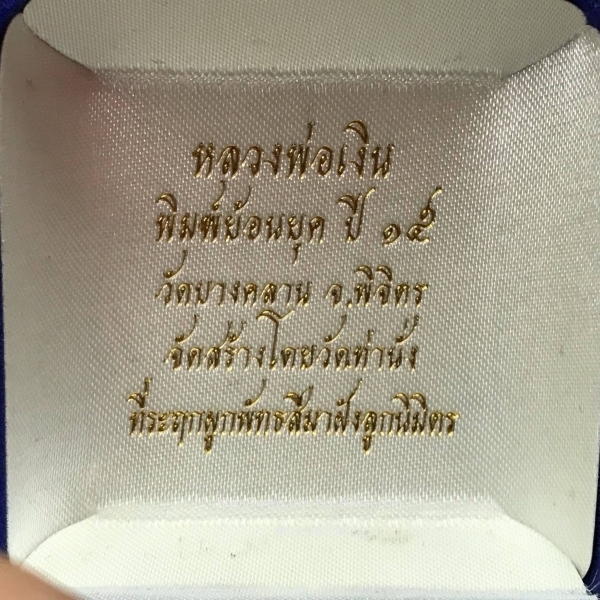 หลวงพ่อเงิน
พิมพ์ย้อนยุค ปี ๑๕
วัดบางคลาน จ.พิจิตร
จัดสร้างโดยวัดท่านั่ง
ที่ระฤกผูกพัทธสีมาฝังลูกนิมิตร